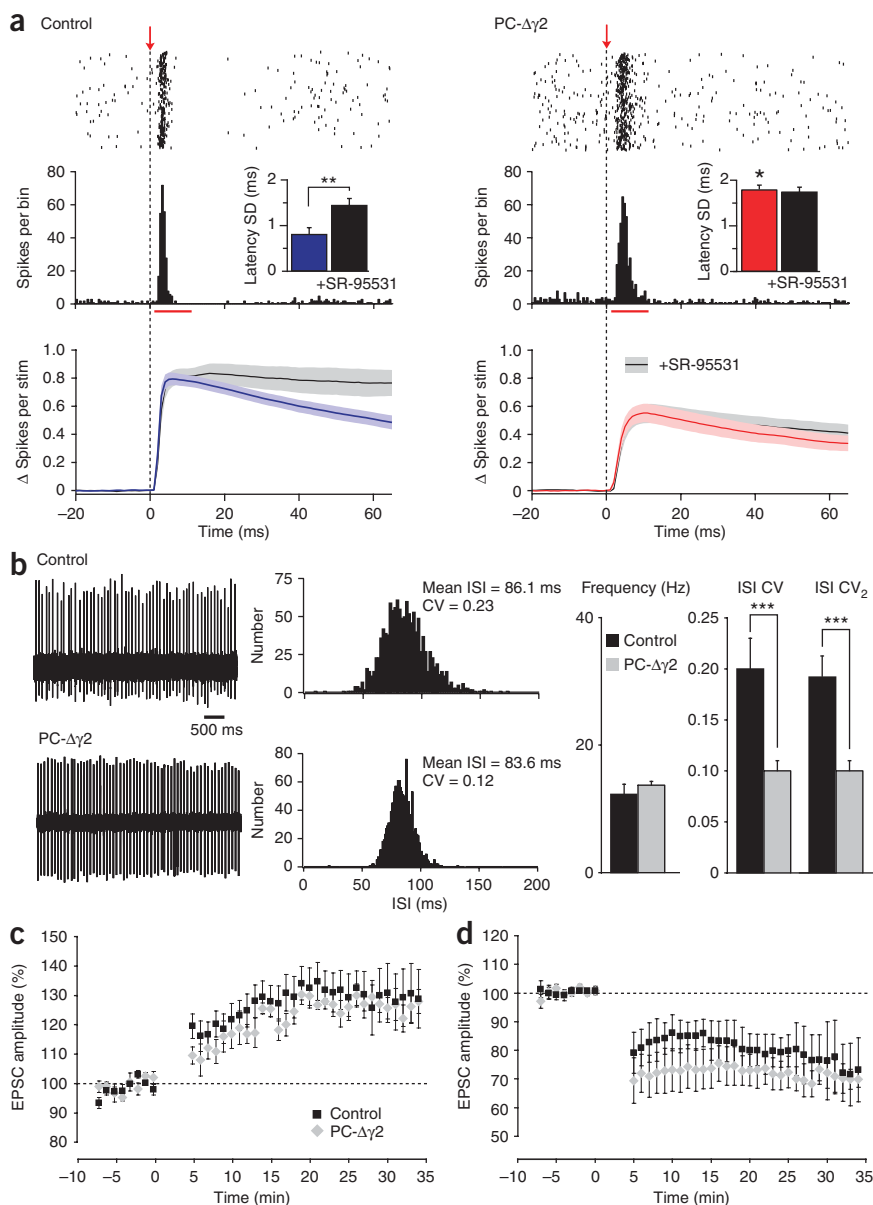 a Control PC-Δγ2
80
60
40
20
0
Spikes per bin
Latency SD (ms)
2
1
0
**
+SR-95531
80
60
40
20
0
Spikes per bin
Latency SD (ms)
2
1
0
*
+SR-95531
1.0
0.8
0.6
0.4
0.2
0
Δ Spikes per stim
–20 0 20 40 60
Time (ms)
1.0
0.8
0.6
0.4
0.2
0
Δ Spikes per stim
+SR-95531
–20 0 20 40 60
Time (ms)
b Control
500 ms
PC-Δγ2
75
50
25
0
Number
Mean ISI = 86.1 ms
CV = 0.23
80
60
40
20
0
Number
Mean ISI = 83.6 ms
CV = 0.12
0 50 100 150 200
ISI (ms)
Frequency (Hz)
40
20
0
Control
PC-Δγ2
ISI CV ISI CV2
0.25
0.20
0.15
0.10
0.05
0
*** ***
c
150
140
130
120
110
100
90
80
EPSC amplitude (%)
Control
PC-Δγ2
–10 –5 0 5 10 15 20 25 30 35
Time (min)
d
120
110
100
90
80
70
60
50
EPSC amplitude (%)
–10 –5 0 5 10 15 20 25 30 35
Time (min)